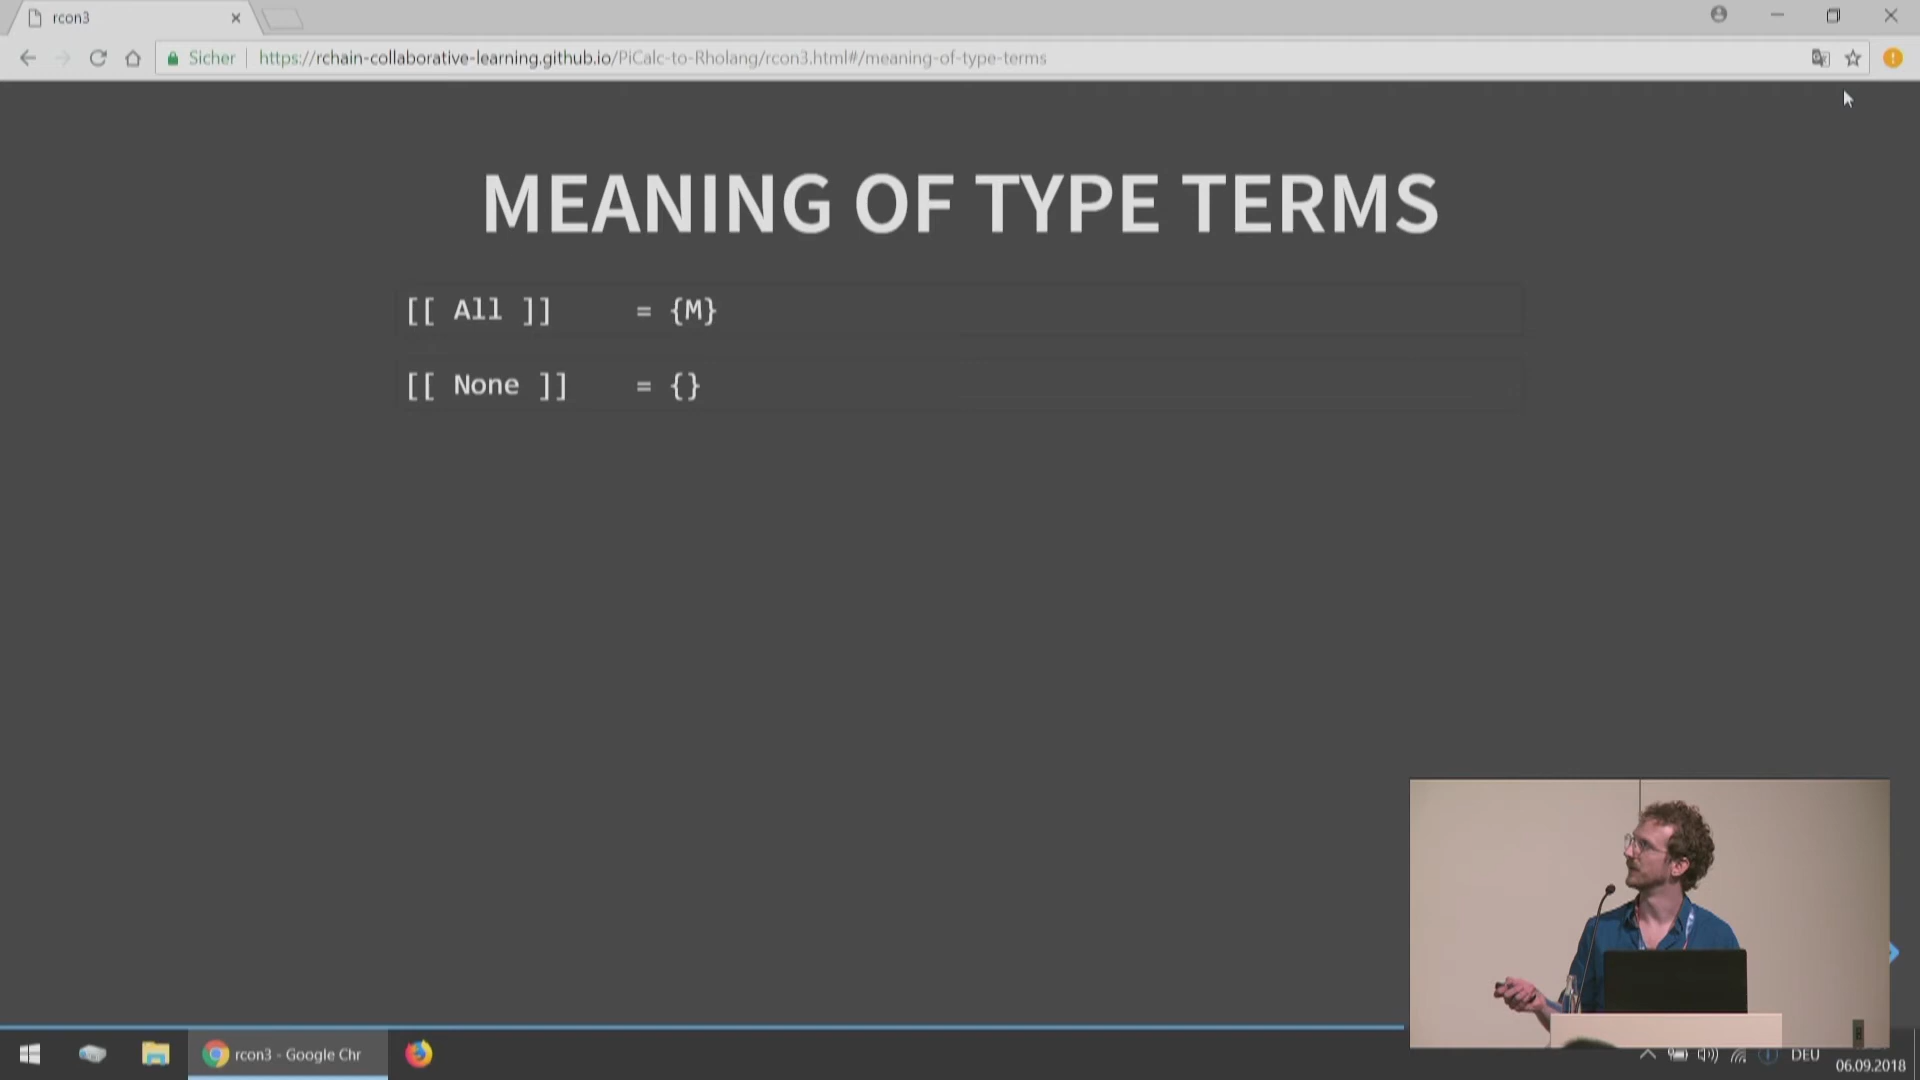 rcon3
Sicher
https://rchain-collaborative-learning.github.io/PiCalc-to-Rholang/rcon3.html#/meaning-of-type-terms
MEANING OF TYPE TERMS
[[ All ]] = {M}
[[ None ]] = {}
rcon3 - Google Chr
DEU
06.09.2018